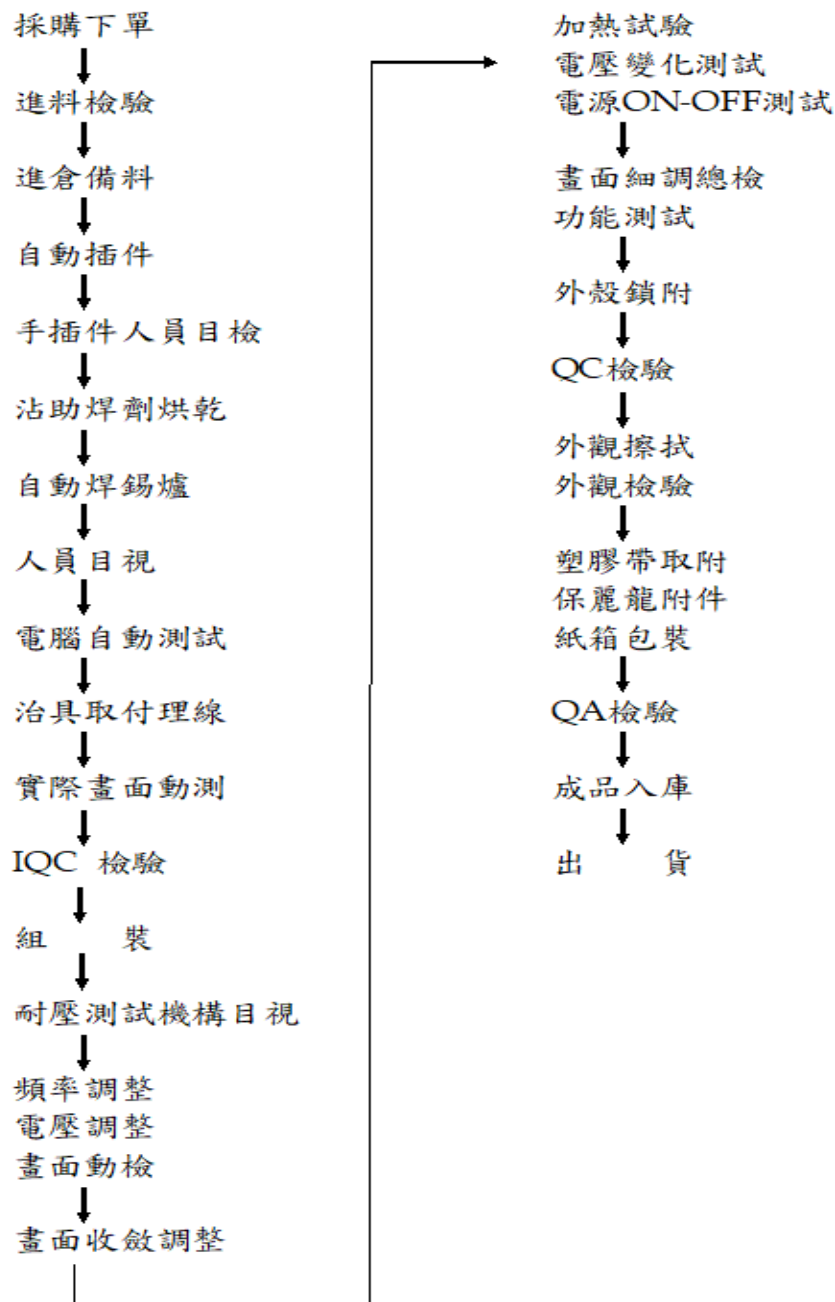 採購下單
進料檢驗
進倉備料
自動插件
手插件人員目檢
沾助焊劑烘乾
自動焊錫爐
人員目視
電腦自動測試
治具取付理線
實際畫面動測
IQC 檢驗
組 裝
耐壓測試機構目視
頻率調整
電壓調整
畫面動檢
畫面收斂調整
加熱試驗
電壓變化測試
電源ON-OFF測試
畫面細調總檢
功能測試
外殼鎖附
QC檢驗
外觀擦拭
外觀檢驗
塑膠帶取附
保麗龍附件
紙箱包裝
QA檢驗
成品入庫
出 貨